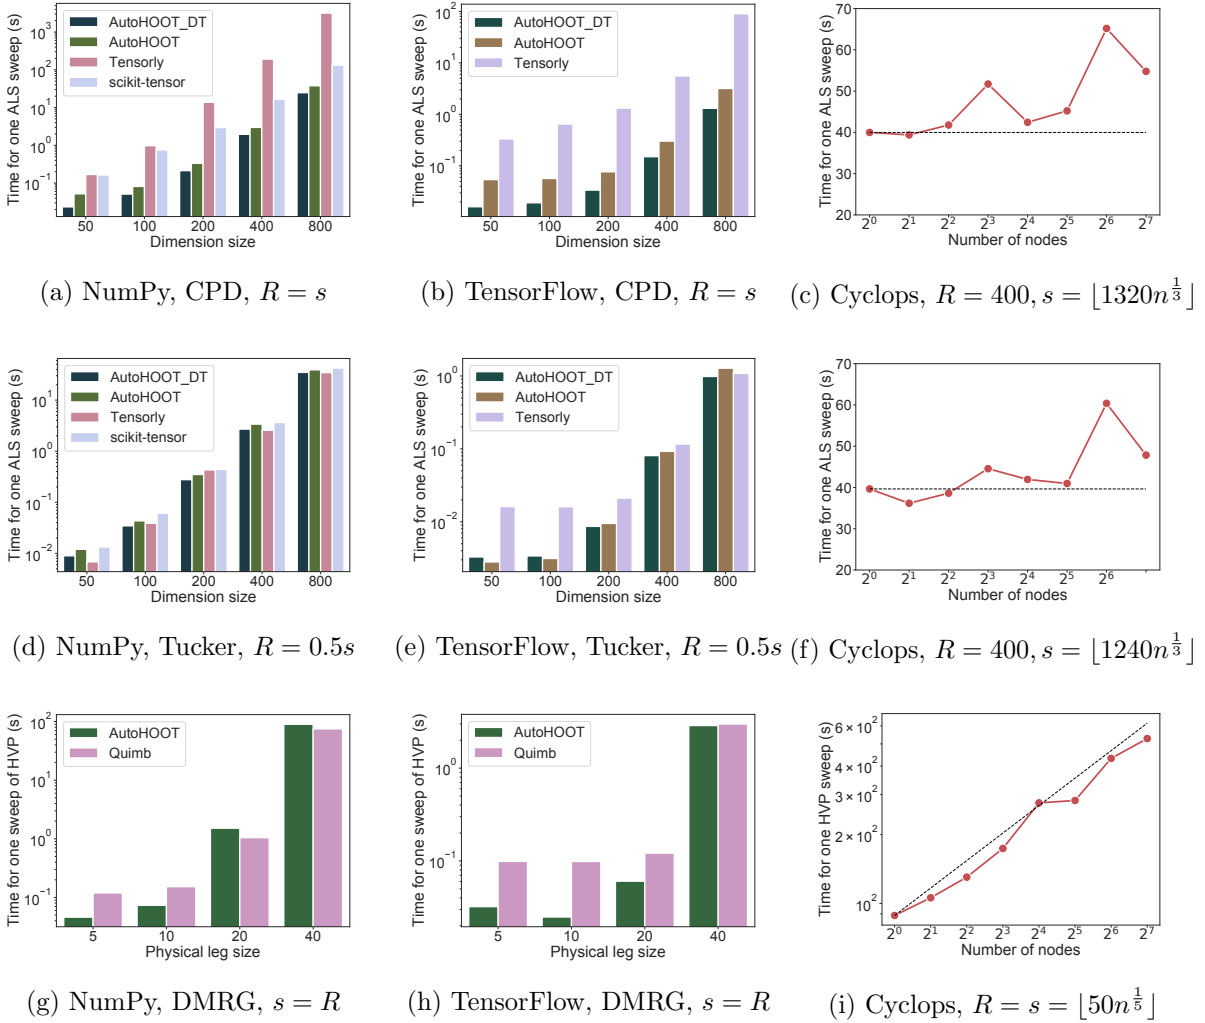 Time for one ALS sweep (s)
10³
10²
10¹
10⁰
10⁻¹
AutoHOOT_DT
AutoHOOT
Tensorly
scikit-tensor
50 100 200 400 800
Dimension size
(a) NumPy, CPD, R = s
Time for one ALS sweep (s)
10²
10¹
10⁰
10⁻¹
AutoHOOT_DT
AutoHOOT
Tensorly
50 100 200 400 800
Dimension size
(b) TensorFlow, CPD, R = s
Time for one ALS sweep (s)
70
60
50
40
30
20
2⁰ 2¹ 2² 2³ 2⁴ 2⁵ 2⁶ 2⁷
Number of nodes
(c) Cyclops, R = 400, s = ⌊1320n^{1/3}⌋
Time for one ALS sweep (s)
10¹
10⁰
10⁻¹
10⁻²
AutoHOOT_DT
AutoHOOT
Tensorly
scikit-tensor
50 100 200 400 800
Dimension size
(d) NumPy, Tucker, R = 0.5s
Time for one ALS sweep (s)
10⁰
10⁻¹
10⁻²
AutoHOOT_DT
AutoHOOT
Tensorly
50 100 200 400 800
Dimension size
(e) TensorFlow, Tucker, R = 0.5s
Time for one ALS sweep (s)
70
60
50
40
30
20
2⁰ 2¹ 2² 2³ 2⁴ 2⁵ 2⁶
Number of nodes
(f) Cyclops, R = 400, s = ⌊1240n^{1/3}⌋
Time for one sweep of HVP (s)
10²
10¹
10⁰
10⁻¹
AutoHOOT
Quimb
5 10 20 40
Physical leg size
(g) NumPy, DMRG, s = R
Time for one sweep of HVP (s)
10⁰
10⁻¹
AutoHOOT
Quimb
5 10 20 40
Physical leg size
(h) TensorFlow, DMRG, s = R
Time for one HVP sweep (s)
6 × 10²
4 × 10²
3 × 10²
2 × 10²
10²
2⁰ 2¹ 2² 2³ 2⁴ 2⁵ 2⁶ 2⁷
Number of nodes
(i) Cyclops, R = s = ⌊50n^{1/5}⌋